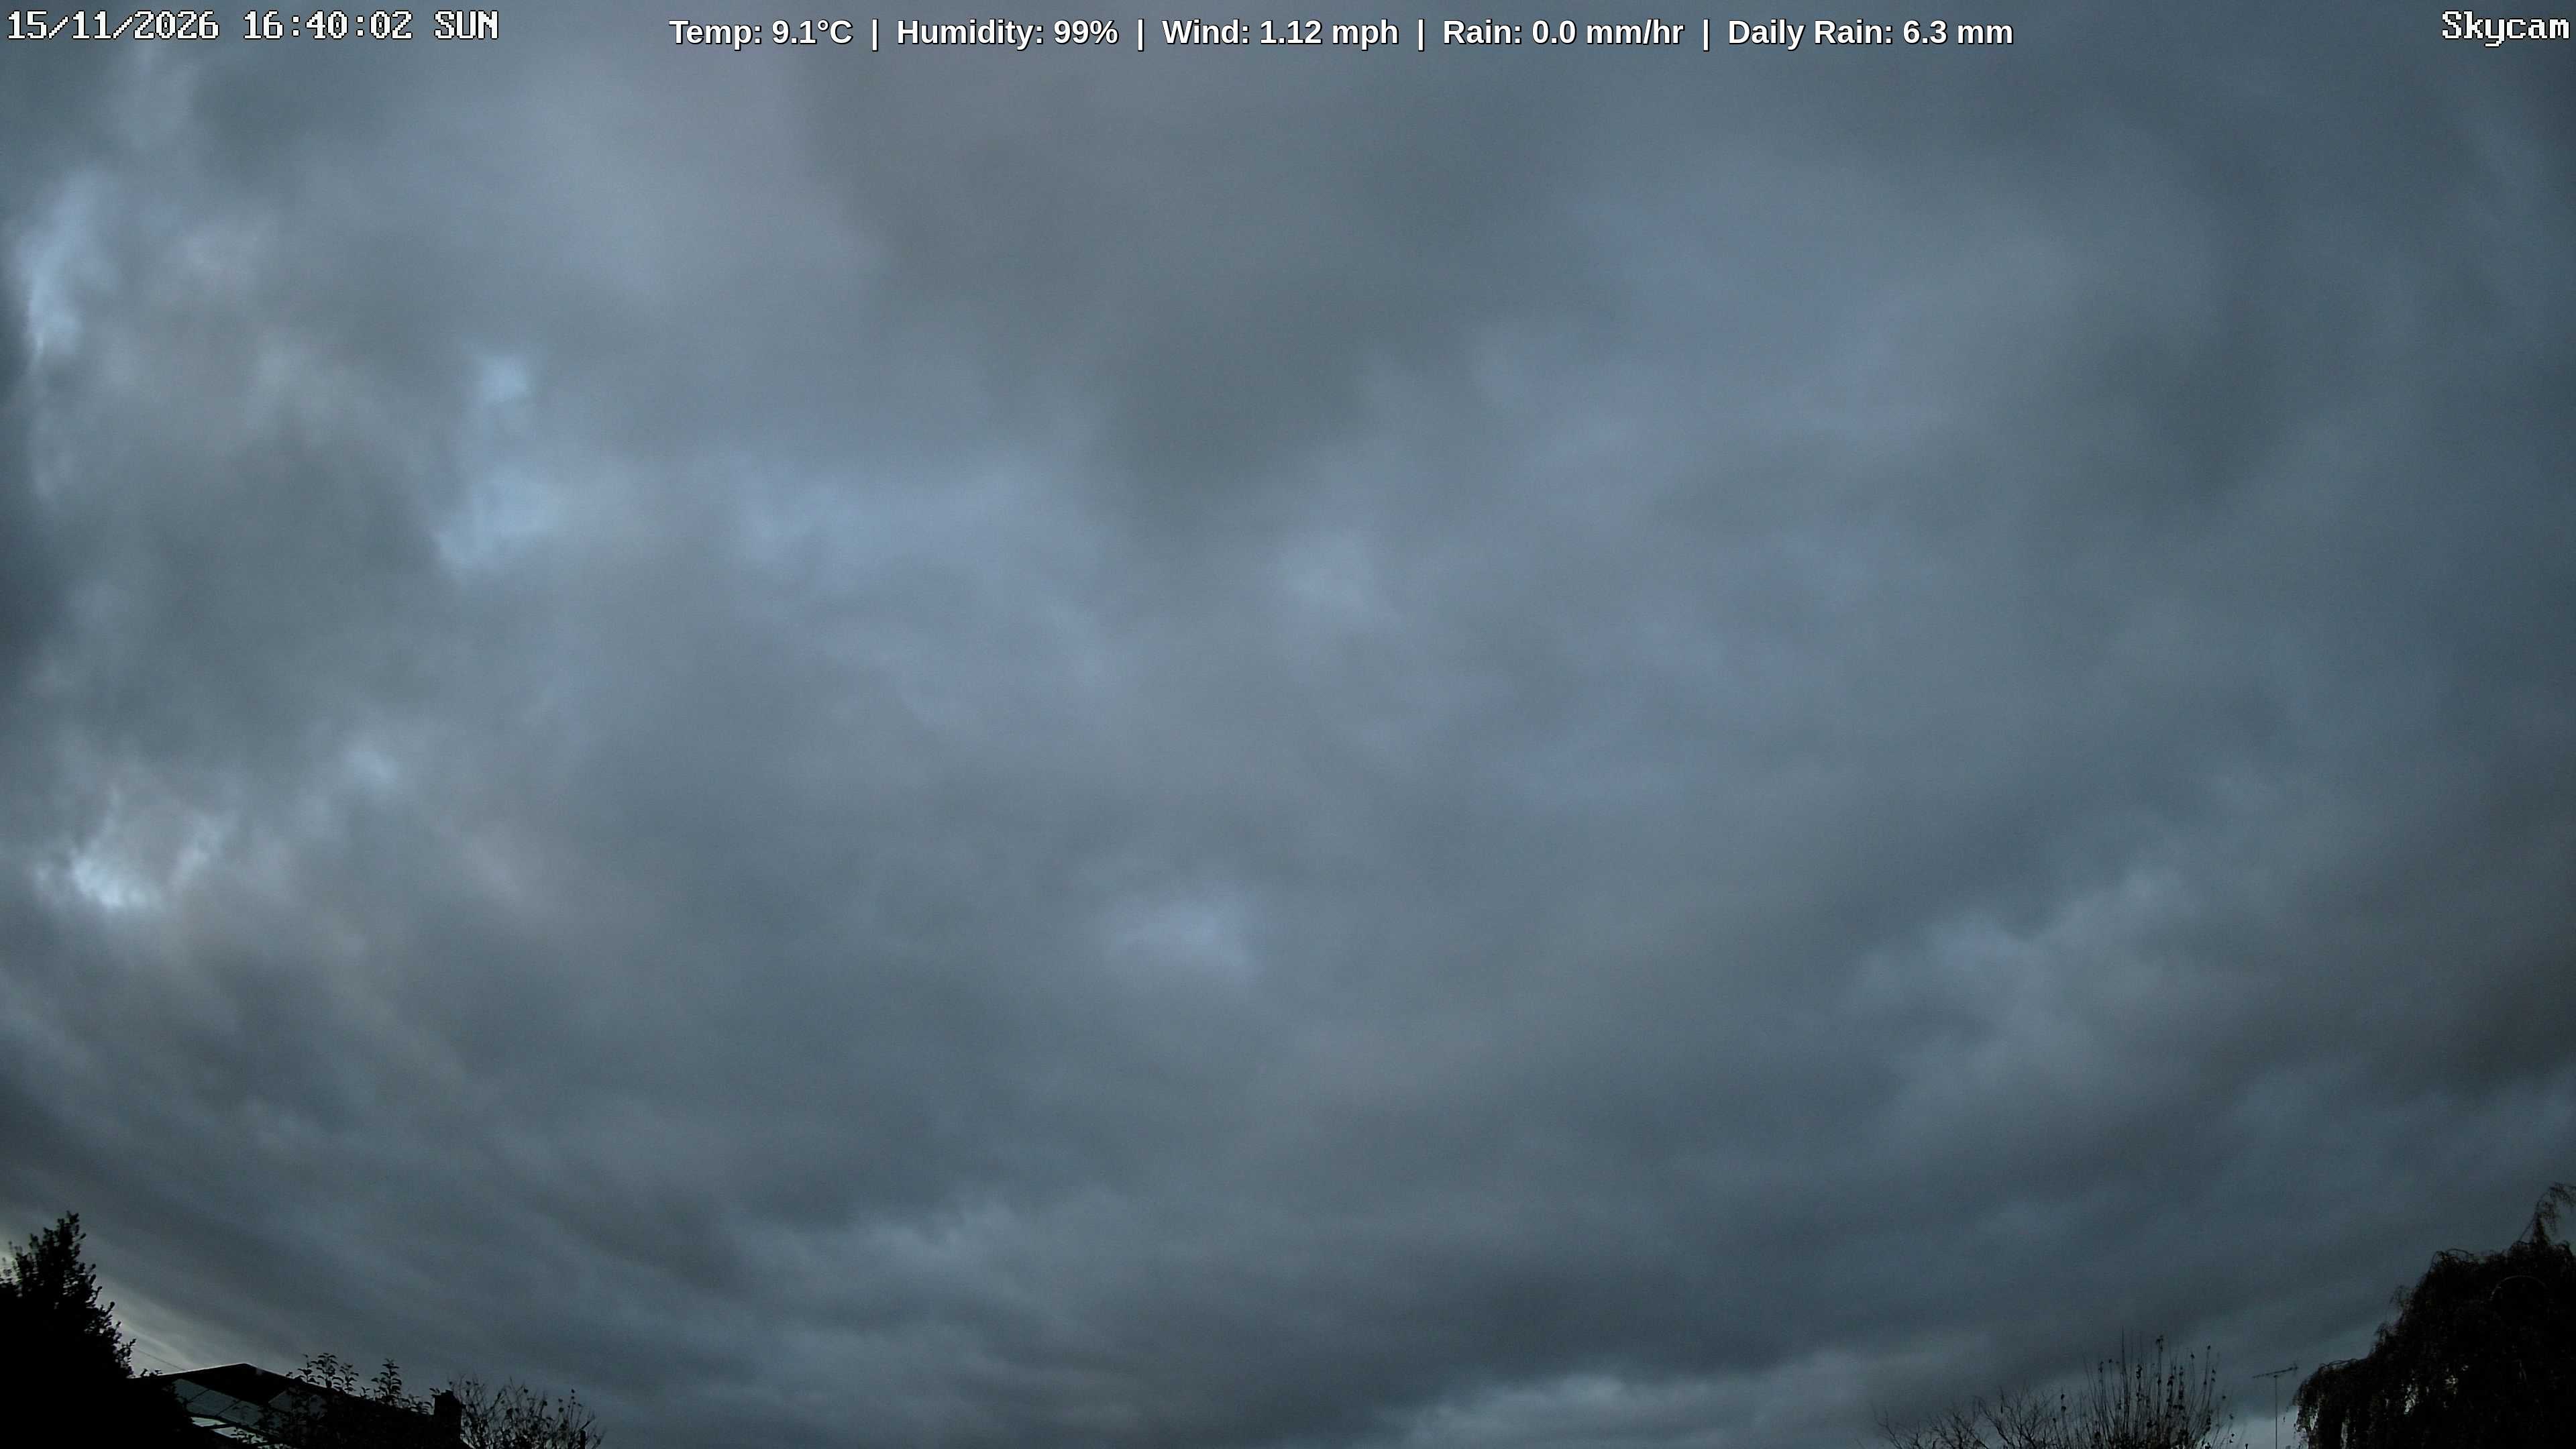 15/11/2026 16:40:02 SUN
Temp: 9.1°C | Humidity: 99% | Wind: 1.12 mph | Rain: 0.0 mm/hr | Daily Rain: 6.3 mm
Skycam